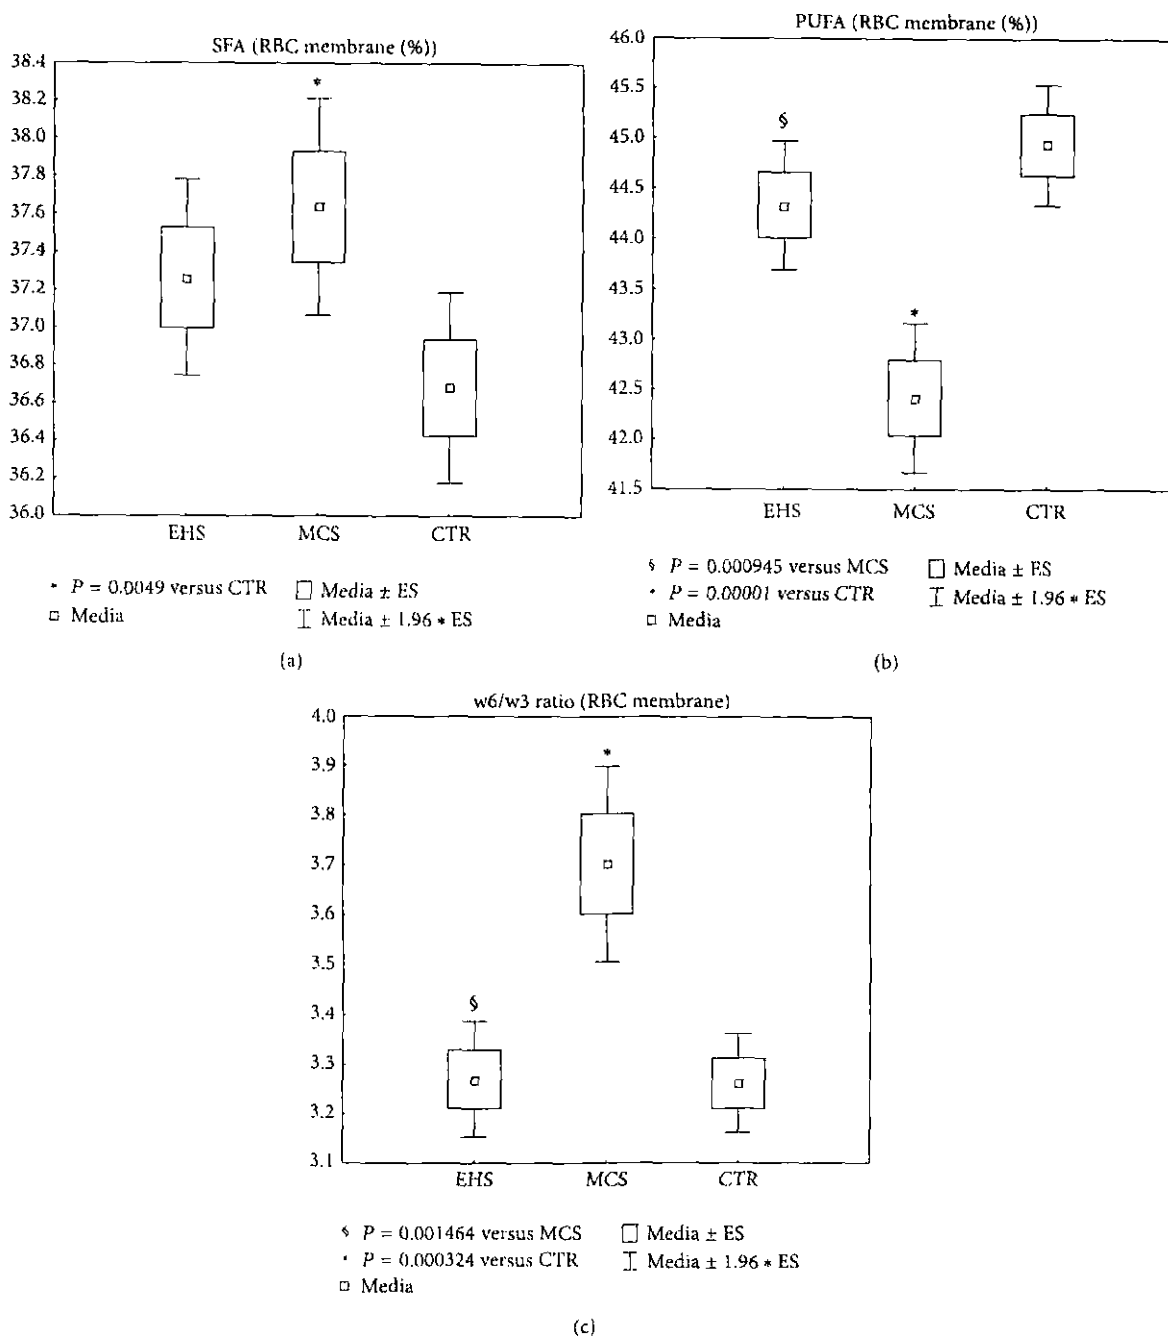 SFA (RBC membrane (%))
38.4
38.2
38.0
37.8
37.6
37.4
37.2
37.0
36.8
36.6
36.4
36.2
36.0
*
EHS MCS CTR
* P = 0.0049 versus CTR Media ± ES
Media Media ± 1.96 * ES
(a)
PUFA (RBC membrane (%))
46.0
45.5
45.0
44.5
44.0
43.5
43.0
42.5
42.0
41.5
§
*
EHS MCS CTR
§ P = 0.000945 versus MCS Media ± ES
* P = 0.00001 versus CTR Media ± 1.96 * ES
Media
(b)
w6/w3 ratio (RBC membrane)
4.0
3.9
3.8
3.7
3.6
3.5
3.4
3.3
3.2
3.1
*
§
EHS MCS CTR
§ P = 0.001464 versus MCS Media ± ES
* P = 0.000324 versus CTR Media ± 1.96 * ES
Media
(c)